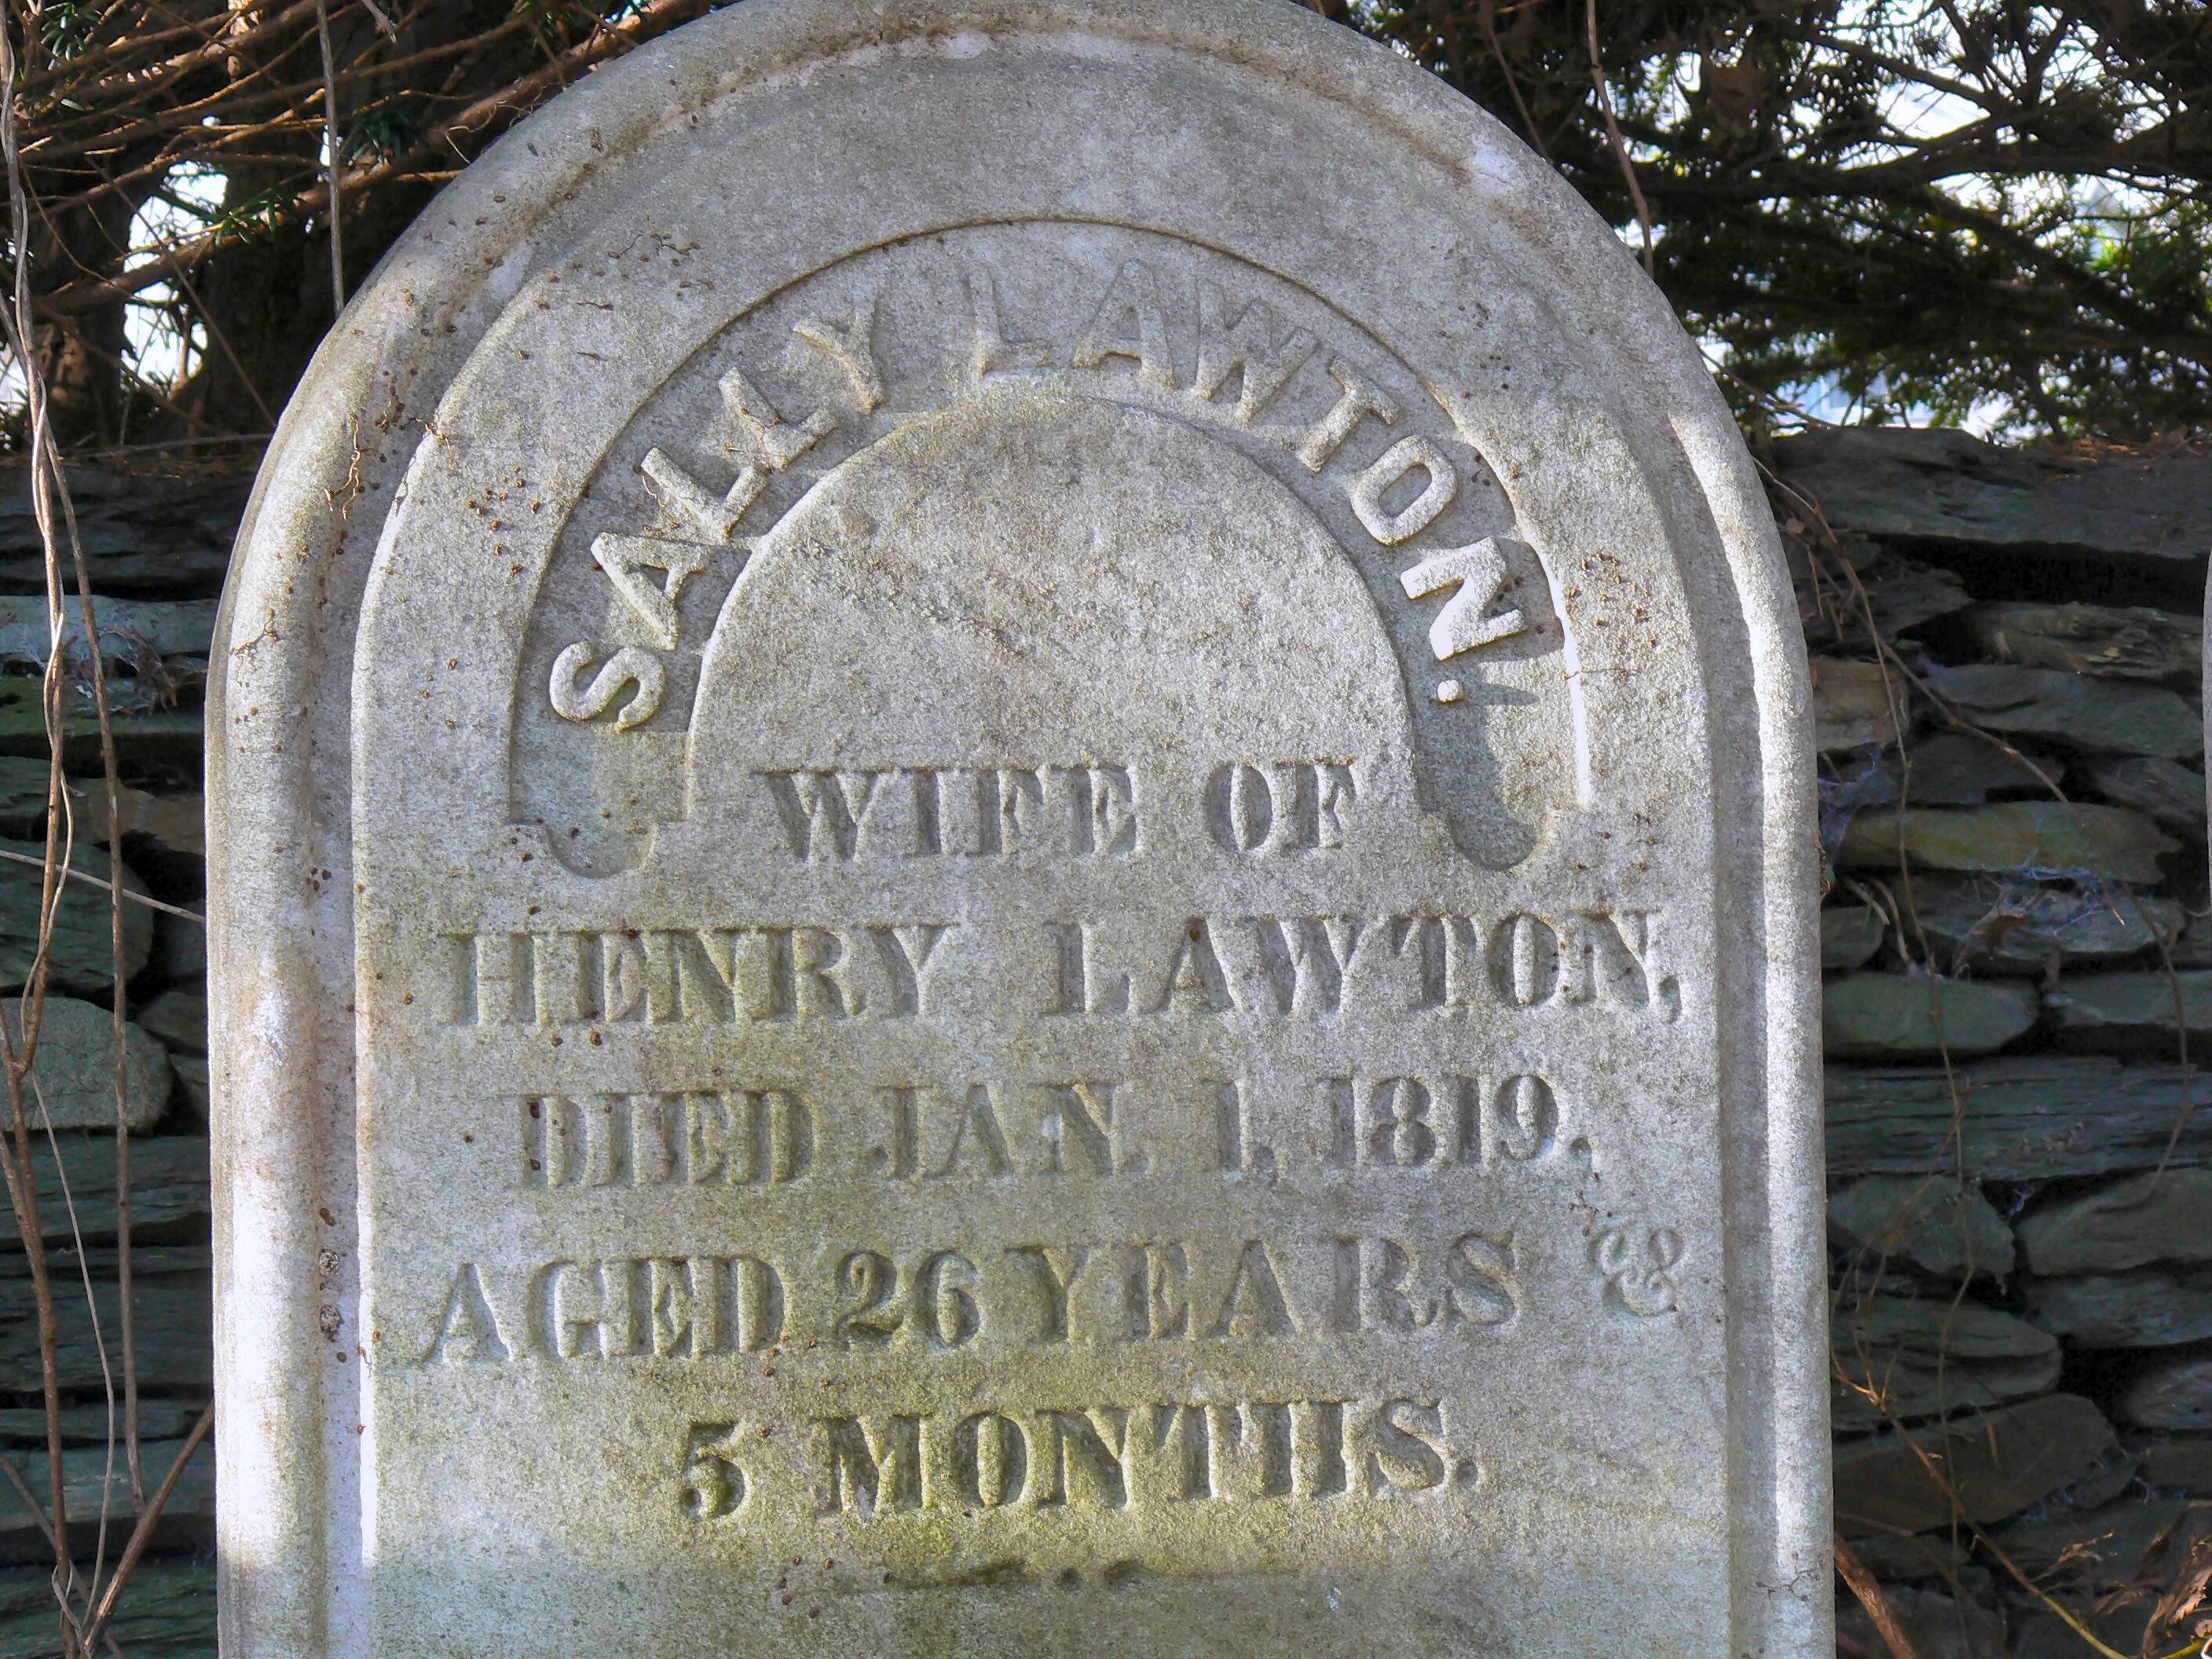 SALLY LAWTON.
WIFE OF
HENRY LAWTON,
DIED JAN. 1, 1819.
AGED 26 YEARS &
5 MONTHS.